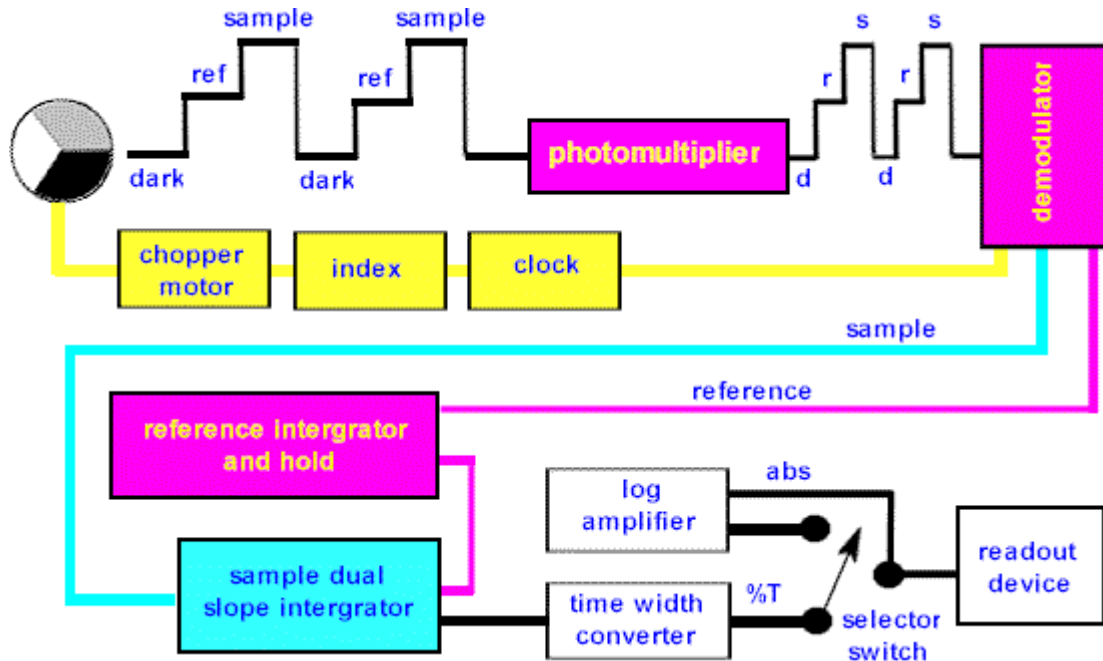 sample
sample
s
s
ref
ref
r
r
dark
dark
photomultiplier
d
d
demodulator
chopper
motor
index
clock
sample
reference
reference intergrator
and hold
sample dual
slope intergrator
log
amplifier
abs
time width
converter
%T
selector
switch
readout
device